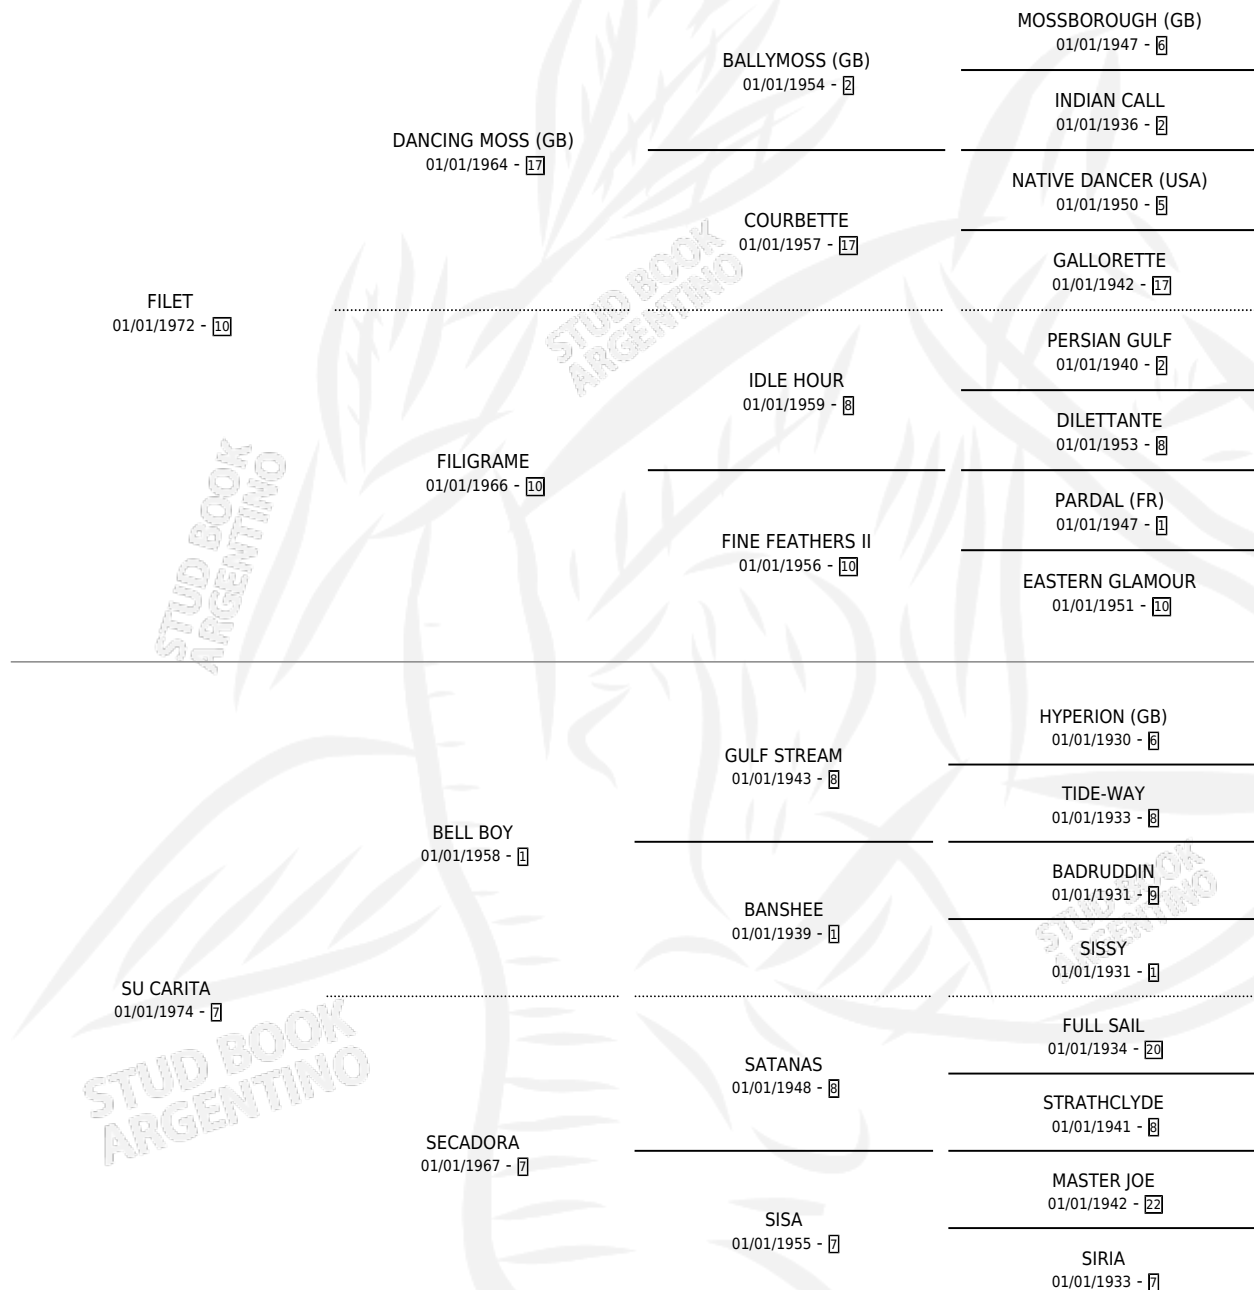 MOSSBOROUGH (GB)
01/01/1947 - 6
BALLYMOSS (GB)
01/01/1954 - 2
INDIAN CALL
01/01/1936 - 2
DANCING MOSS (GB)
01/01/1964 - 17
NATIVE DANCER (USA)
01/01/1950 - 5
COURBETTE
01/01/1957 - 17
GALLORETTE
01/01/1942 - 17
FILET
01/01/1972 - 10
PERSIAN GULF
01/01/1940 - 2
IDLE HOUR
01/01/1959 - 8
DILETTANTE
01/01/1953 - 8
FILIGRAME
01/01/1966 - 10
PARDAL (FR)
01/01/1947 - 1
FINE FEATHERS II
01/01/1956 - 10
EASTERN GLAMOUR
01/01/1951 - 10
HYPERION (GB)
01/01/1930 - 6
GULF STREAM
01/01/1943 - 8
TIDE-WAY
01/01/1933 - 8
BELL BOY
01/01/1958 - 1
BADRUDDIN
01/01/1931 - 9
BANSHEE
01/01/1939 - 1
SISSY
01/01/1931 - 1
SU CARITA
01/01/1974 - 7
FULL SAIL
01/01/1934 - 20
SATANAS
01/01/1948 - 8
STRATHCLYDE
01/01/1941 - 8
SECADORA
01/01/1967 - 7
MASTER JOE
01/01/1942 - 22
SISA
01/01/1955 - 7
SIRIA
01/01/1933 - 7
STUD BOOK
ARGENTINO
STUD BOOK
ARGENTINO
STUD BOOK
ARGENTINO
STUD BOOK
ARGENTINO